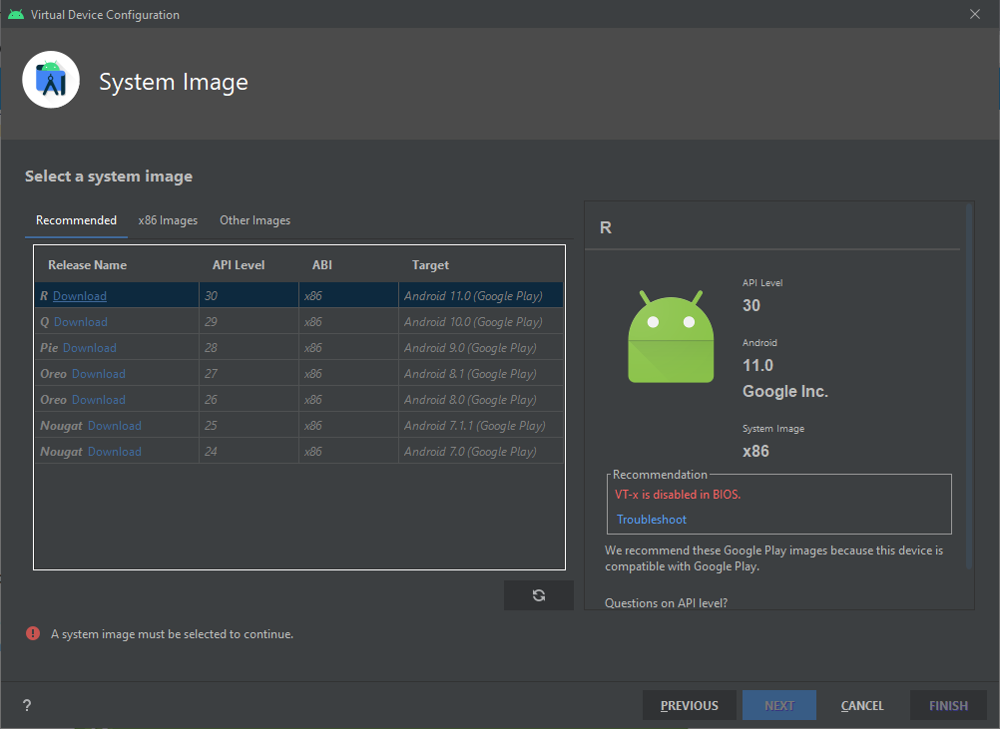 Virtual Device Configuration
System Image
Select a system image
Recommended x86 Images Other Images
Release Name API Level ABI Target
R Download 30 x86 Android 11.0 (Google Play)
Q Download 29 x86 Android 10.0 (Google Play)
Pie Download 28 x86 Android 9.0 (Google Play)
Oreo Download 27 x86 Android 8.1 (Google Play)
Oreo Download 26 x86 Android 8.0 (Google Play)
Nougat Download 25 x86 Android 7.1.1 (Google Play)
Nougat Download 24 x86 Android 7.0 (Google Play)
R
API Level
30
Android
11.0
Google Inc.
System Image
x86
Recommendation
VT-x is disabled in BIOS.
Troubleshoot
We recommend these Google Play images because this device is
compatible with Google Play.
Questions on API level?
A system image must be selected to continue.
? PREVIOUS NEXT CANCEL FINISH